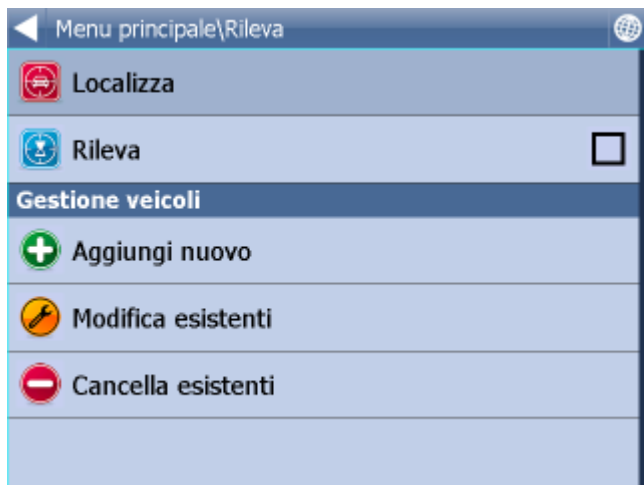 Menu principale\Rileva
Localizza
Rileva
Gestione veicoli
Aggiungi nuovo
Modifica esistenti
Cancella esistenti